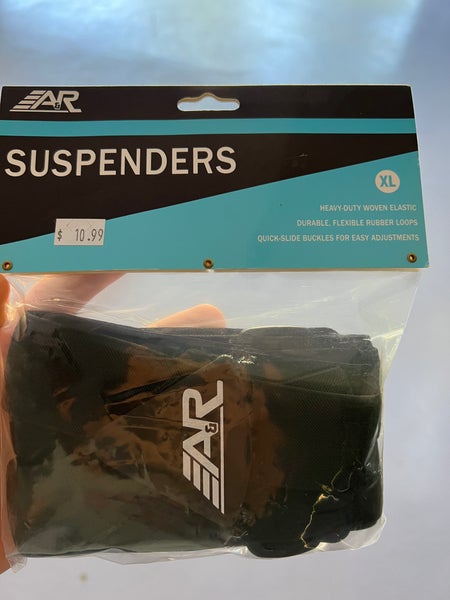 A&R
SUSPENDERS
XL
HEAVY-DUTY WOVEN ELASTIC
DURABLE, FLEXIBLE RUBBER LOOPS
QUICK-SLIDE BUCKLES FOR EASY ADJUSTMENTS
$ 10.99
A&R